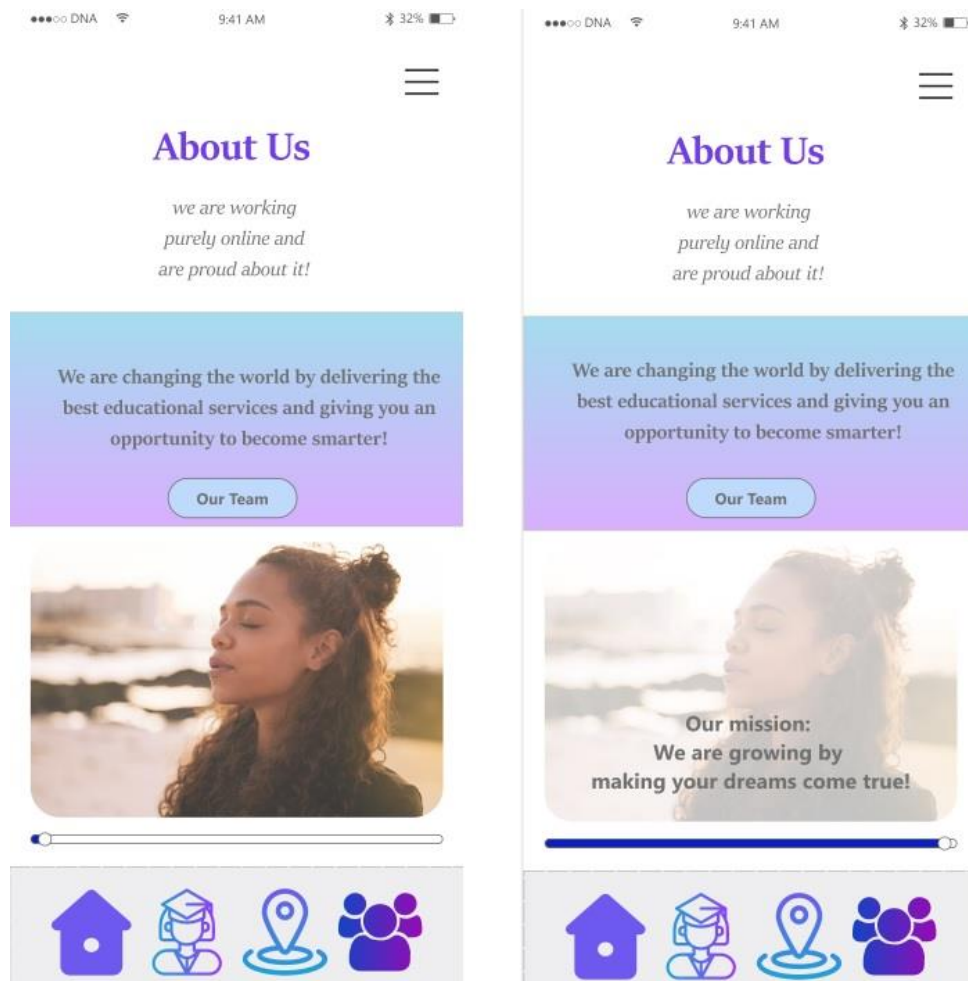 DNA 9:41 AM 32%
About Us
we are working
purely online and
are proud about it!
We are changing the world by delivering the
best educational services and giving you an
opportunity to become smarter!
Our Team
DNA 9:41 AM 32%
About Us
we are working
purely online and
are proud about it!
We are changing the world by delivering the
best educational services and giving you an
opportunity to become smarter!
Our Team
Our mission:
We are growing by
making your dreams come true!